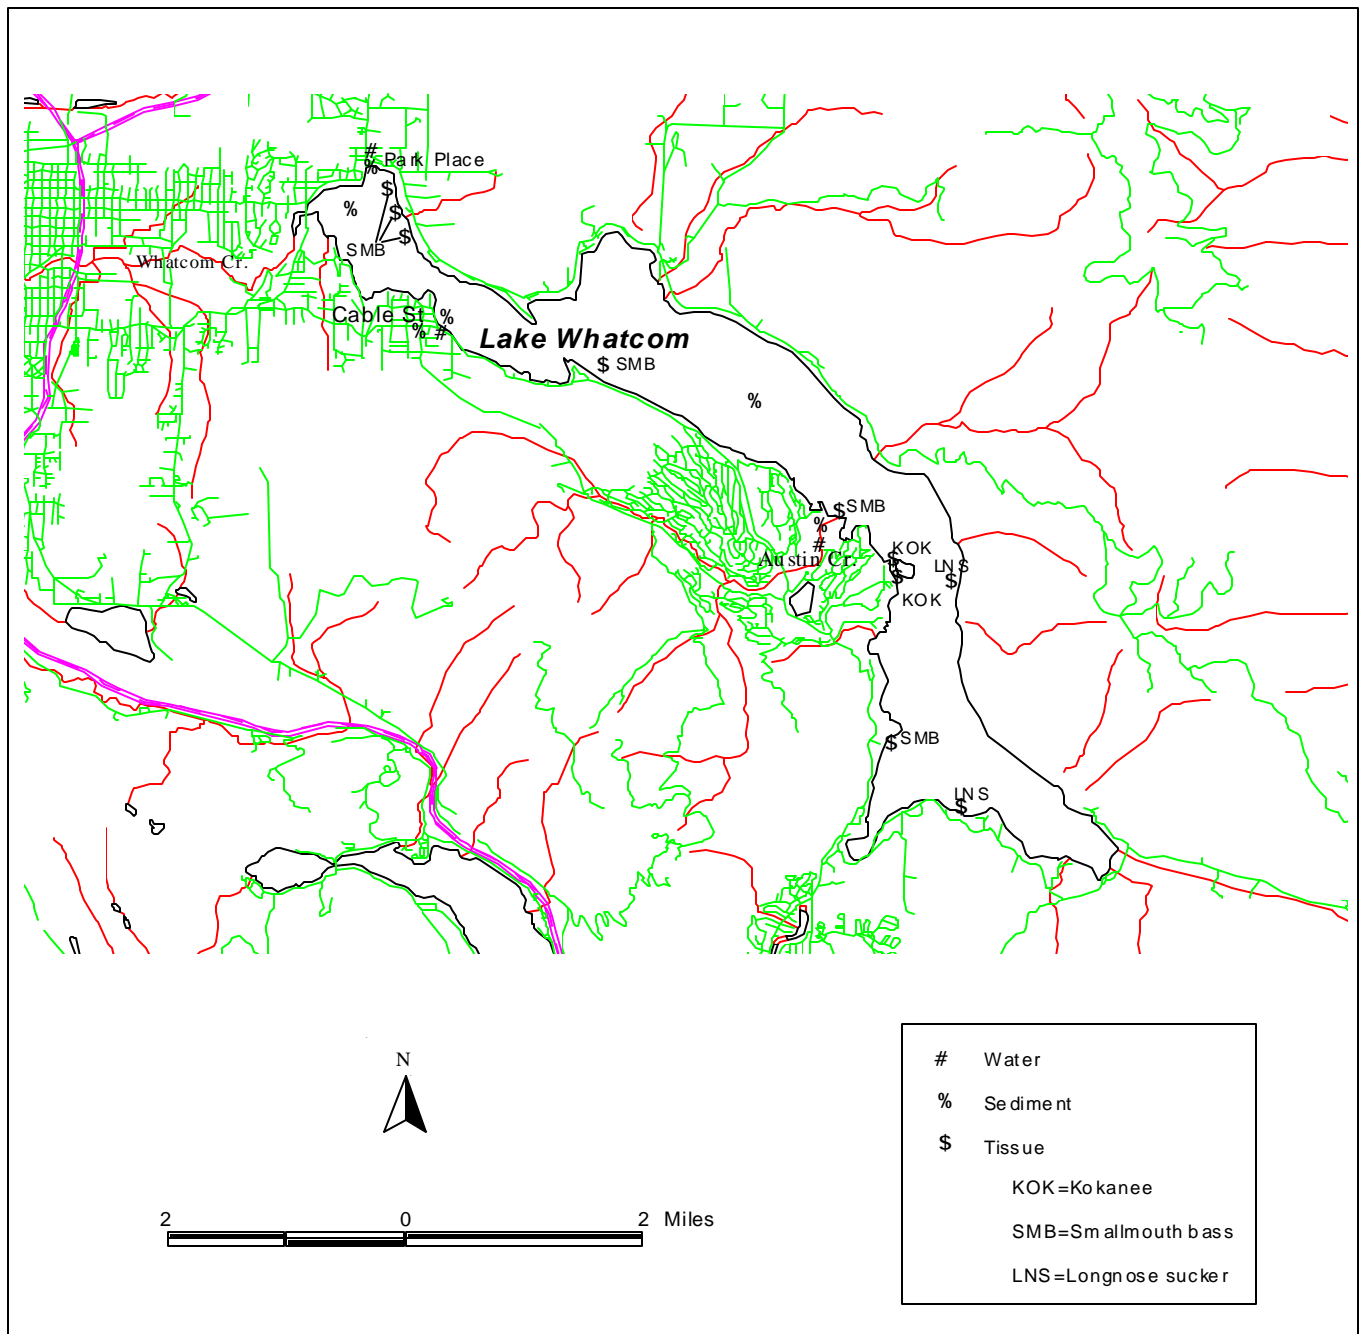 #
% Park Place
$
% $
$
SMB
Whatcom Cr.
Cable St %
% #
Lake Whatcom
$ SMB
%
$ SMB
%
#
Austin Cr.
KOK
$
$
LNS
$
KOK
$ SMB
LNS
$
N
2 0 2 Miles
# Water
% Sediment
$ Tissue
KOK=Kokanee
SMB=Smallmouth bass
LNS=Longnose sucker